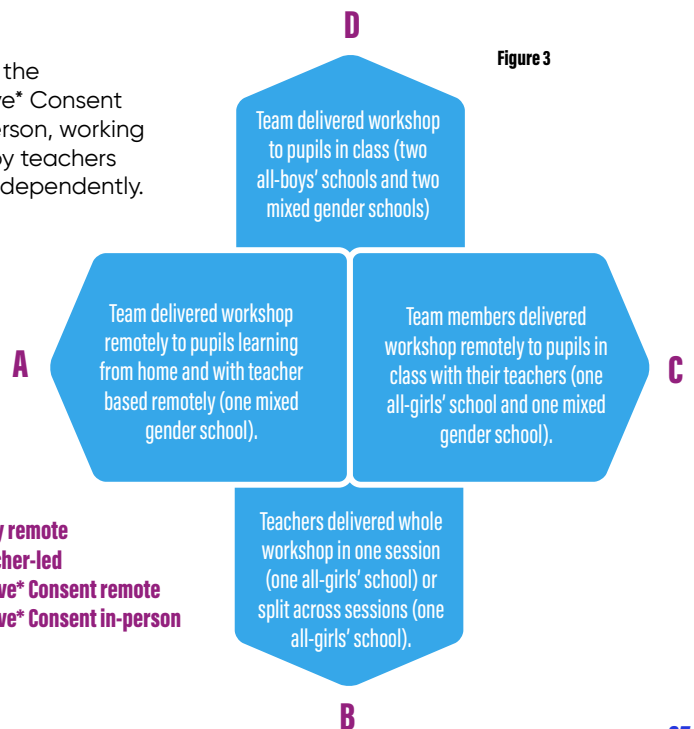 D
Figure 3
the
ve* Consent
erson, working
by teachers
dependently.
Team delivered workshop
to pupils in class (two
all-boys' schools and two
mixed gender schools)
A
Team delivered workshop
remotely to pupils learning
from home and with teacher
based remotely (one mixed
gender school).
Team members delivered
workshop remotely to pupils in
class with their teachers (one
all-girls' school and one mixed
gender school).
C
y remote
cher-led
ve* Consent remote
ve* Consent in-person
Teachers delivered whole
workshop in one session
(one all-girls' school) or
split across sessions (one
all-girls' school).
B